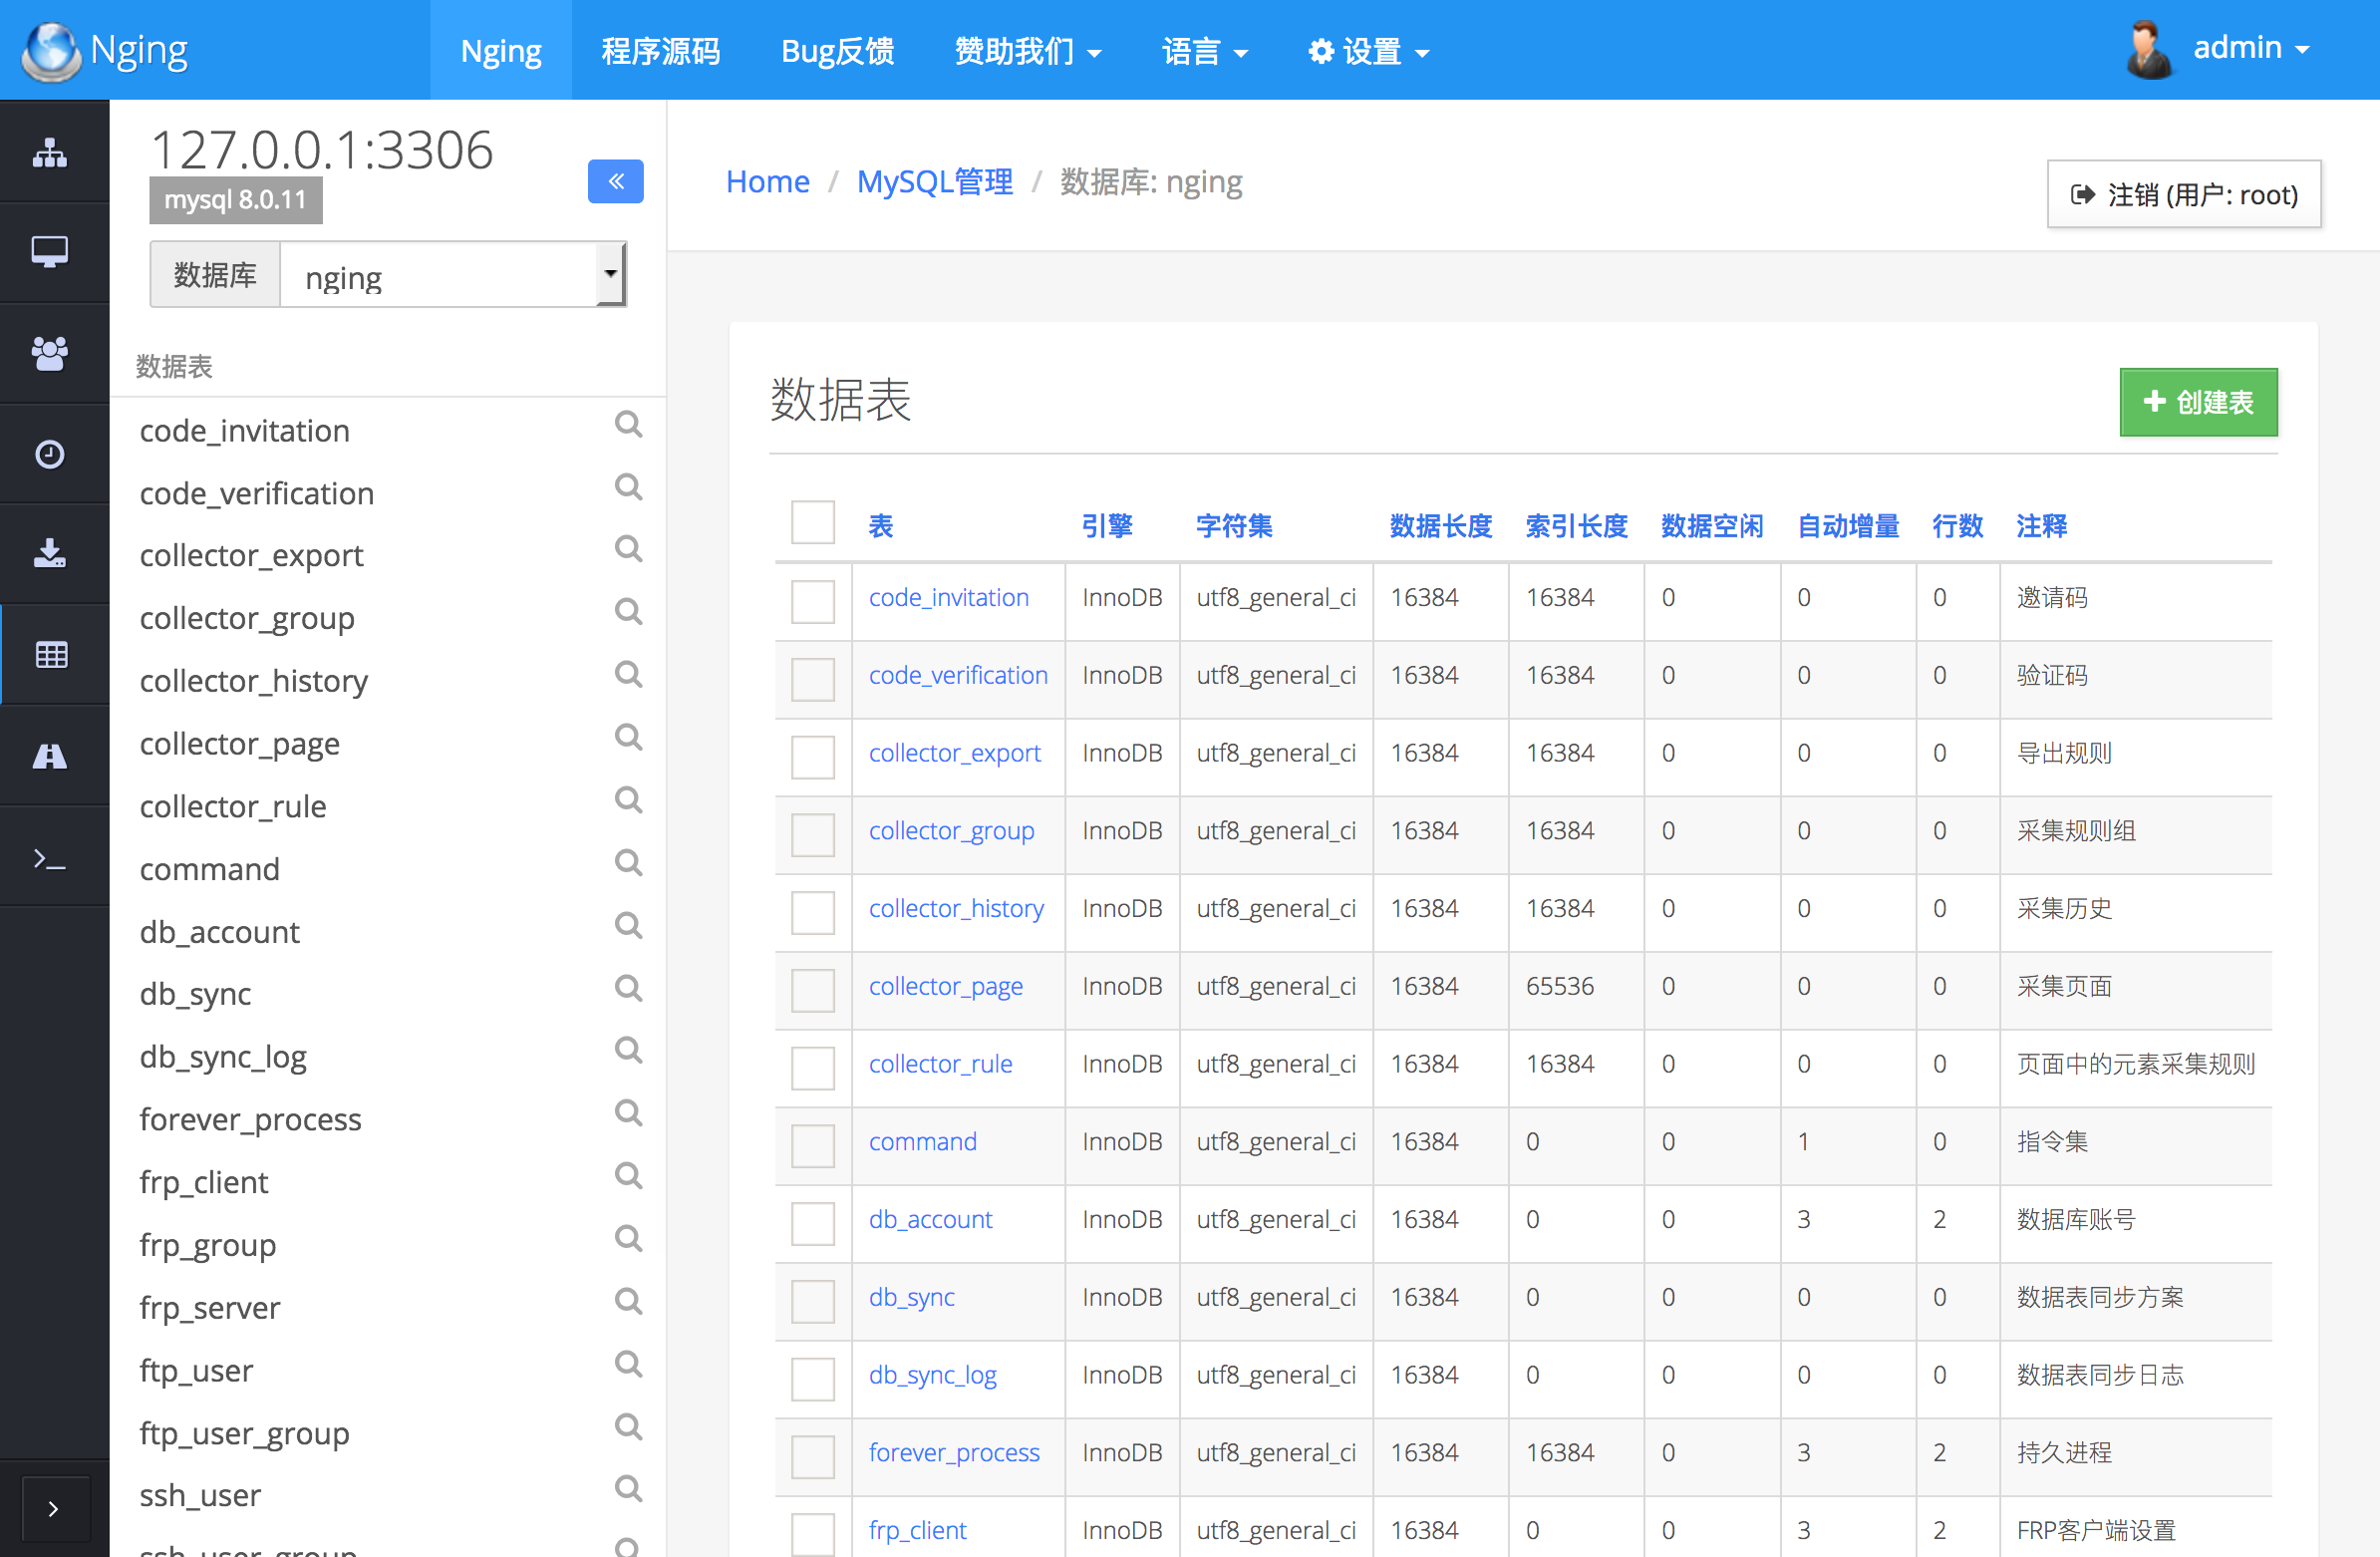 Nging
Nging 程序源码 Bug反馈 赞助我们 语言 设置 admin
127.0.0.1:3306
mysql 8.0.11
数据库 nging
数据表
code_invitation
code_verification
collector_export
collector_group
collector_history
collector_page
collector_rule
command
db_account
db_sync
db_sync_log
forever_process
frp_client
frp_group
frp_server
ftp_user
ftp_user_group
ssh_user
ssh_user_group
Home / MySQL管理 / 数据库: nging
注销 (用户: root)
数据表
创建表
表 引擎 字符集 数据长度 索引长度 数据空闲 自动增量 行数 注释
code_invitation InnoDB utf8_general_ci 16384 16384 0 0 0 邀请码
code_verification InnoDB utf8_general_ci 16384 16384 0 0 0 验证码
collector_export InnoDB utf8_general_ci 16384 16384 0 0 0 导出规则
collector_group InnoDB utf8_general_ci 16384 16384 0 0 0 采集规则组
collector_history InnoDB utf8_general_ci 16384 16384 0 0 0 采集历史
collector_page InnoDB utf8_general_ci 16384 65536 0 0 0 采集页面
collector_rule InnoDB utf8_general_ci 16384 16384 0 0 0 页面中的元素采集规则
command InnoDB utf8_general_ci 16384 0 0 1 0 指令集
db_account InnoDB utf8_general_ci 16384 0 0 3 2 数据库账号
db_sync InnoDB utf8_general_ci 16384 0 0 0 0 数据表同步方案
db_sync_log InnoDB utf8_general_ci 16384 0 0 0 0 数据表同步日志
forever_process InnoDB utf8_general_ci 16384 16384 0 3 2 持久进程
frp_client InnoDB utf8_general_ci 16384 0 0 3 2 FRP客户端设置